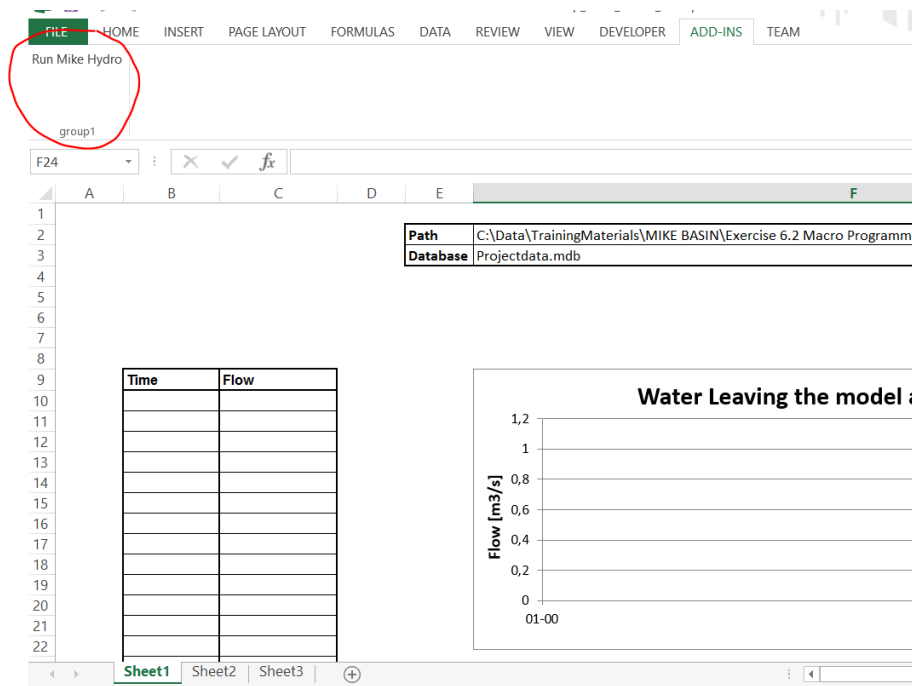 FILE HOME INSERT PAGE LAYOUT FORMULAS DATA REVIEW VIEW DEVELOPER ADD-INS TEAM
Run Mike Hydro
group1
F24 fx
A B C D E F
1
2 Path C:\Data\TrainingMaterials\MIKE BASIN\Exercise 6.2 Macro Programm
3 Database Projectdata.mdb
4
5
6
7
8
9 Time Flow
10 Water Leaving the model a
11 1,2
12 1
13
14 0,8
15
16 0,6
17 0,4
18
19 0,2
20 0
21 01-00
22
Flow [m3/s]
Sheet1 Sheet2 Sheet3